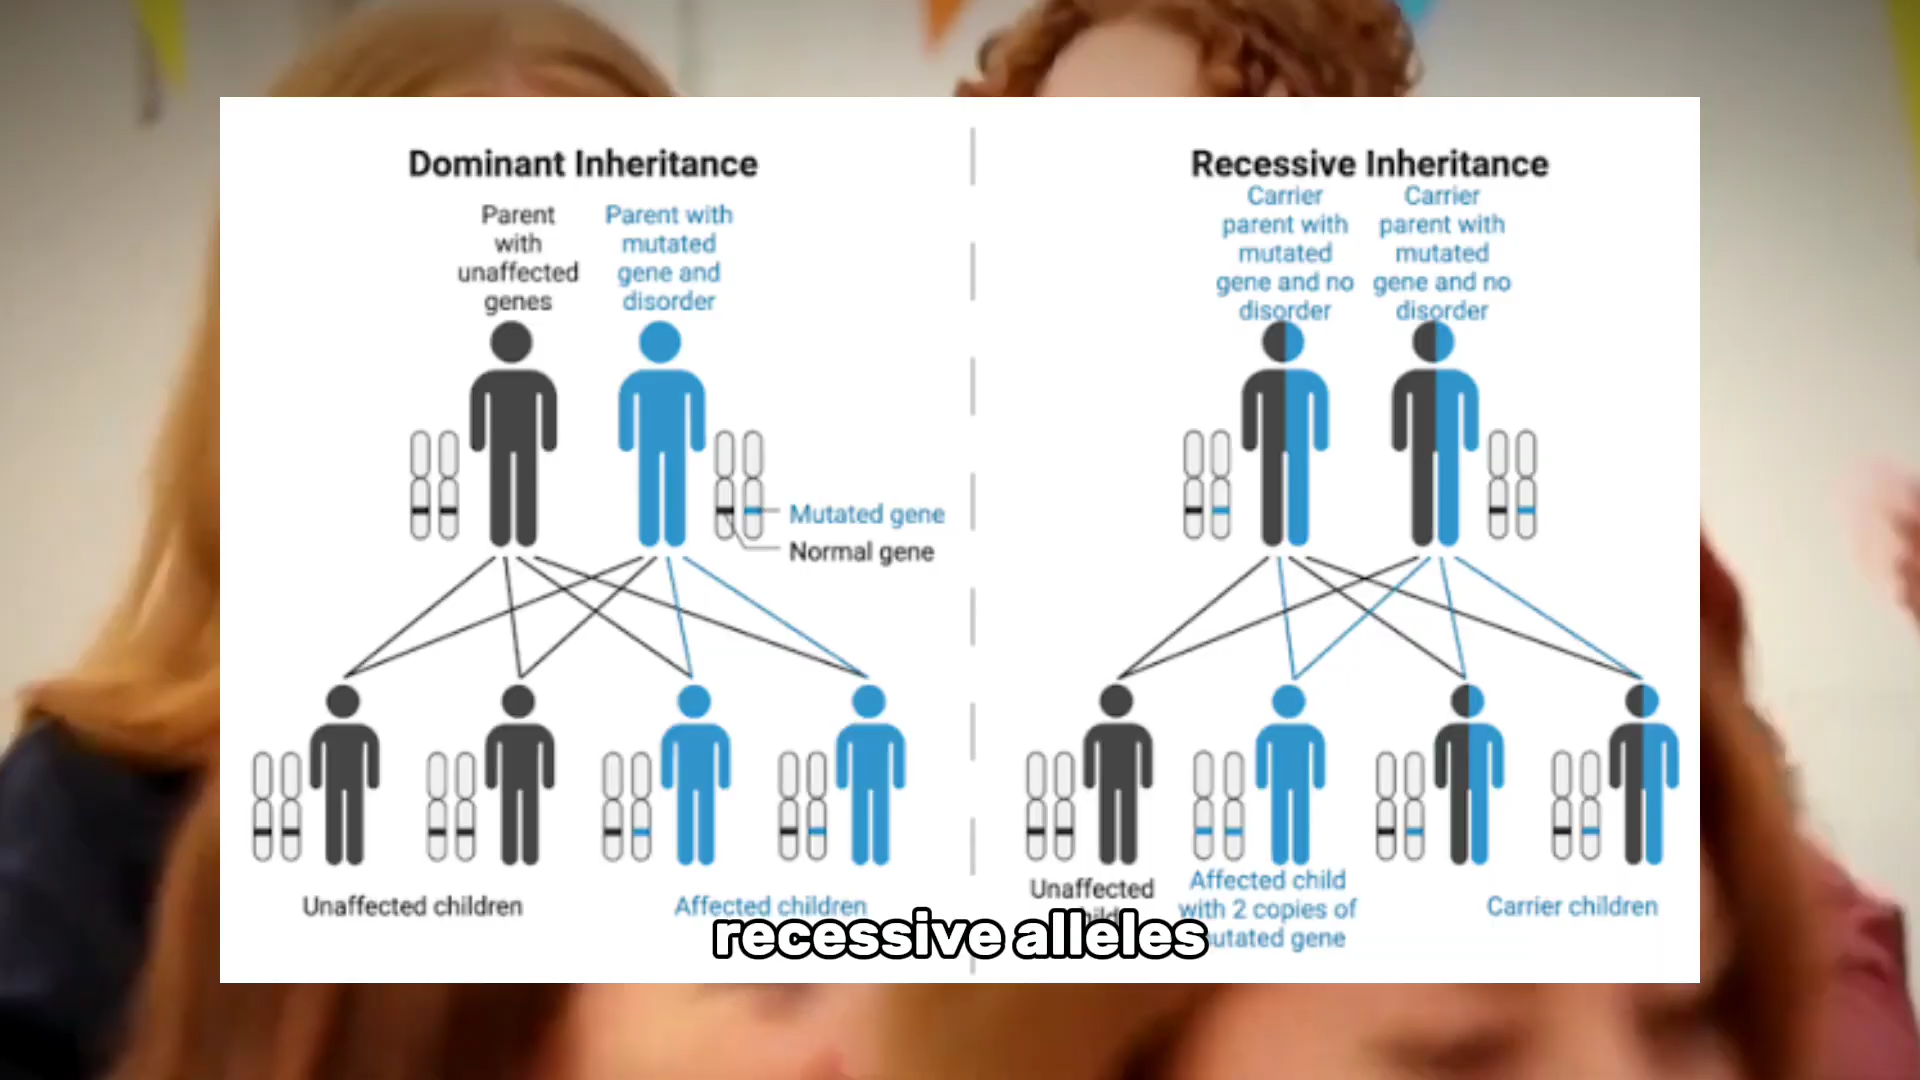 Dominant Inheritance
Parent
with
unaffected
genes
Parent with
mutated
gene and
disorder
Mutated gene
Normal gene
Unaffected children
Affected children
Recessive Inheritance
Carrier
parent with
mutated
gene and no
disorder
Carrier
parent with
mutated
gene and no
disorder
Unaffected
Affected child
with 2 copies of
gene
Carrier children
recessive alleles